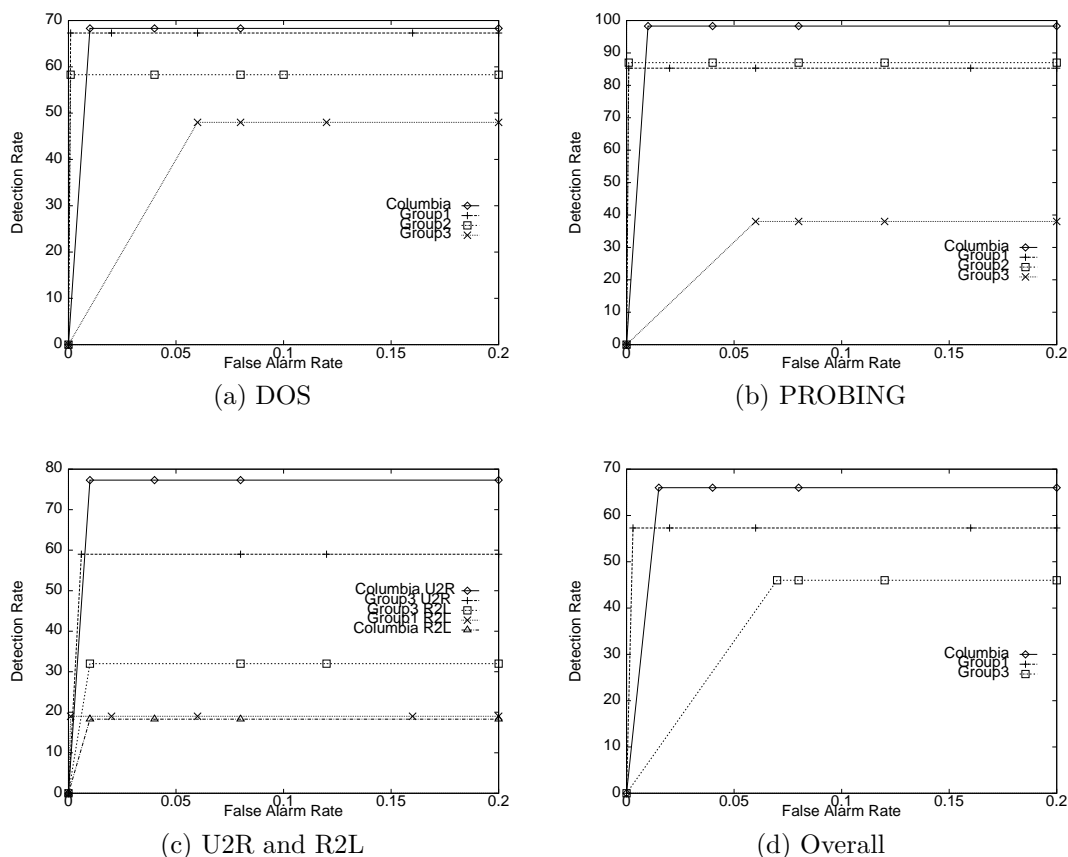 70
60
50
40
30
20
10
0
Detection Rate
Columbia
Group1
Group2
Group3
0 0.05 0.1 0.15 0.2
False Alarm Rate
(a) DOS
100
90
80
70
60
50
40
30
20
10
0
Detection Rate
Columbia
Group1
Group2
Group3
0 0.05 0.1 0.15 0.2
False Alarm Rate
(b) PROBING
80
70
60
50
40
30
20
10
0
Detection Rate
Columbia U2R
Group3 U2R
Group3 R2L
Group1 R2L
Columbia R2L
0 0.05 0.1 0.15 0.2
False Alarm Rate
(c) U2R and R2L
70
60
50
40
30
20
10
0
Detection Rate
Columbia
Group1
Group3
0 0.05 0.1 0.15 0.2
False Alarm Rate
(d) Overall